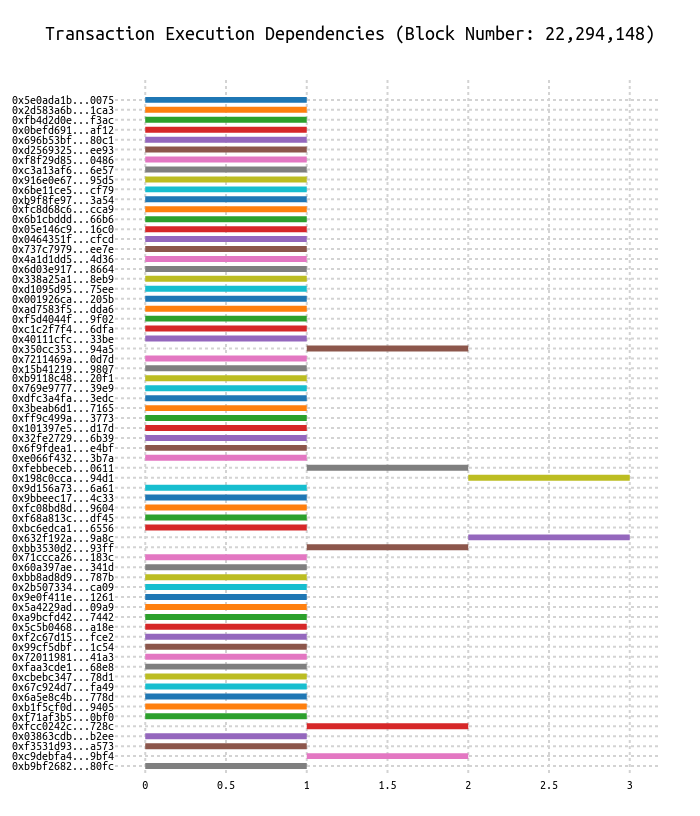 Transaction Execution Dependencies (Block Number: 22,294,148)
0x5e0ada1b...0075
0x2d583a6b...1ca3
0xfb4d2d0e...f3ac
0x0befd691...af12
0x696b53bf...80c1
0xd2569325...ee93
0xf8f29d85...0486
0xc3a13af6...6e57
0x916e0e67...95d5
0x6be11ce5...cf79
0xb9f8fe97...3a54
0xfc8d68c6...cca9
0x6b1cbddd...66b6
0x05e146c9...16c0
0x0464351f...cfcd
0x737c7979...ee7e
0x4a1d1dd5...4d36
0x6d03e917...8664
0x338a25a1...8eb9
0xd1095d95...75ee
0x001926ca...205b
0xad7583f5...dda6
0xf5d4044f...9f02
0xc1c2f7f4...6dfa
0x40111cfc...33be
0x350cc353...94a5
0x7211469a...0d7d
0x15b41219...9807
0xb9118c48...20f1
0x769e9777...39e9
0xdfc3a4fa...3edc
0x3beab6d1...7165
0xff9c499a...3773
0x101397e5...d17d
0x32fe2729...6b39
0x6f9fdea1...e4bf
0xe066f432...3b7a
0xfebbeceb...0611
0x198c0cca...94d1
0x9d156a73...6a61
0x9bbeec17...4c33
0xfc08bd8d...9604
0xf68a813c...df45
0xbc6edca1...6556
0x632f192a...9a8c
0xbb3530d2...93ff
0x71ccca26...183c
0x60a397ae...341d
0xbb8ad8d9...787b
0x2b507334...ca09
0x9e0f411e...1261
0x5a4229ad...09a9
0xa9bcfd42...7442
0x5c5b0468...a18e
0xf2c67d15...fce2
0x99cf5dbf...1c54
0x72011981...41a3
0xfaa3cde1...68e8
0xcbebc347...78d1
0x67c924d7...fa49
0x6a5e8c4b...778d
0xb1f5cf0d...9405
0xf71af3b5...0bf0
0xfcc0242c...728c
0x03863cdb...b2ee
0xf3531d93...a573
0xc9debfa4...9bf4
0xb9bf2682...80fc
0 0.5 1 1.5 2 2.5 3